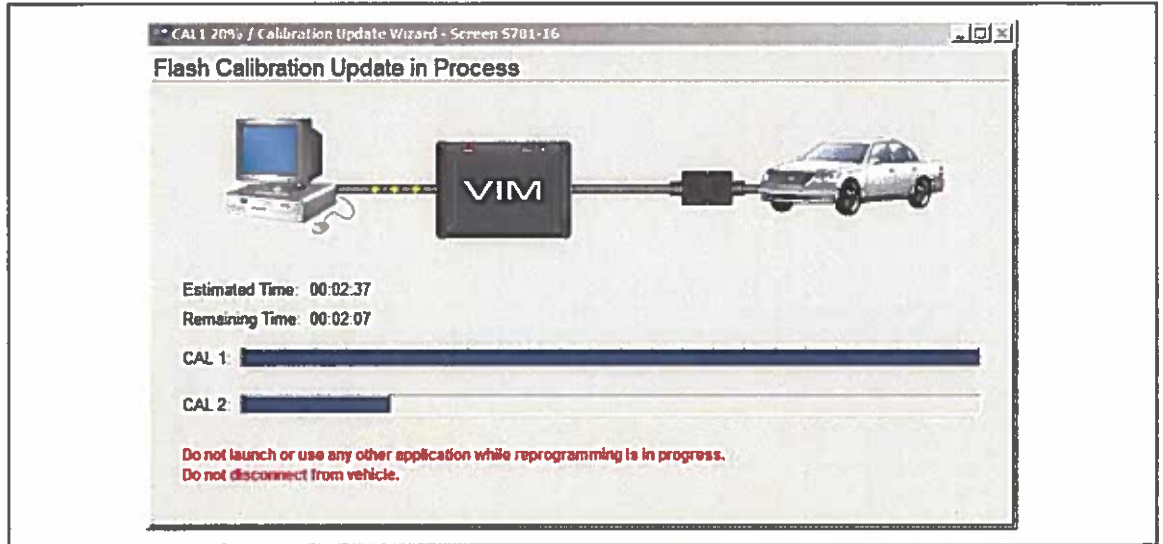 CAL1 20% / Calibration Update Wizard - Screen S701-16
Flash Calibration Update in Process
VIM
Estimated Time: 00:02:37
Remaining Time: 00:02:07
CAL 1:
CAL 2:
Do not launch or use any other application while reprogramming is in progress.
Do not disconnect from vehicle.